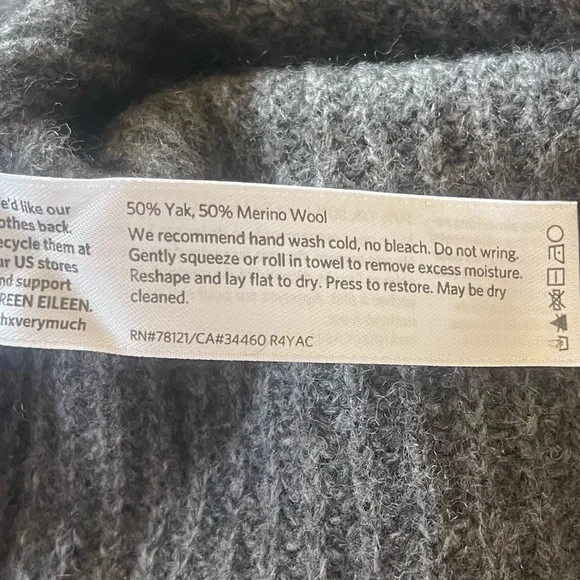 e'd like our
othes back.
ecycle them at
ur US stores
nd support
REEN EILEEN.
hxverymuch
50% Yak, 50% Merino Wool
We recommend hand wash cold, no bleach. Do not wring.
Gently squeeze or roll in towel to remove excess moisture.
Reshape and lay flat to dry. Press to restore. May be dry
cleaned.
RN#78121/CA#34460 R4YAC